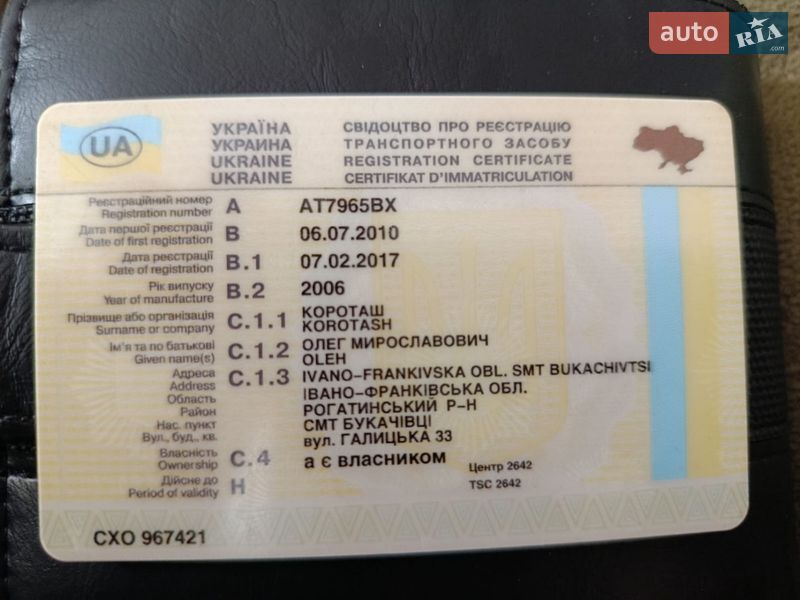 auto RIA .com
UA
УКРАЇНА
УКРАИНА
UKRAINE
UKRAINE
СВІДОЦТВО ПРО РЕЄСТРАЦІЮ
ТРАНСПОРТНОГО ЗАСОБУ
REGISTRATION CERTIFICATE
CERTIFIKAT D'IMMATRICULATION
Реєстраційний номер
Registration number
A
AT7965BX
Дата першої реєстрації
Date of first registration
B
06.07.2010
Дата реєстрації
Date of registration
B.1
07.02.2017
Рік випуску
Year of manufacture
B.2
2006
Прізвище або організація
Surname or company
C.1.1
КОРОТАШ
KOROTASH
Ім'я та по батькові
Given name(s)
C.1.2
ОЛЕГ МИРОСЛАВОВИЧ
OLEH
Адреса
Address
Область
Район
Нас. пункт
Вул., буд., кв.
C.1.3
IVANO-FRANKIVSKA OBL. SMT BUKACHIVTSI
ІВАНО-ФРАНКІВСЬКА ОБЛ.
РОГАТИНСЬКИЙ Р-Н
СМТ БУКАЧІВЦІ
вул. ГАЛИЦЬКА 33
Власність
Ownership
C.4
а є власником
Центр 2642
TSC 2642
Дійсне до
Period of validity
H
СХО 967421